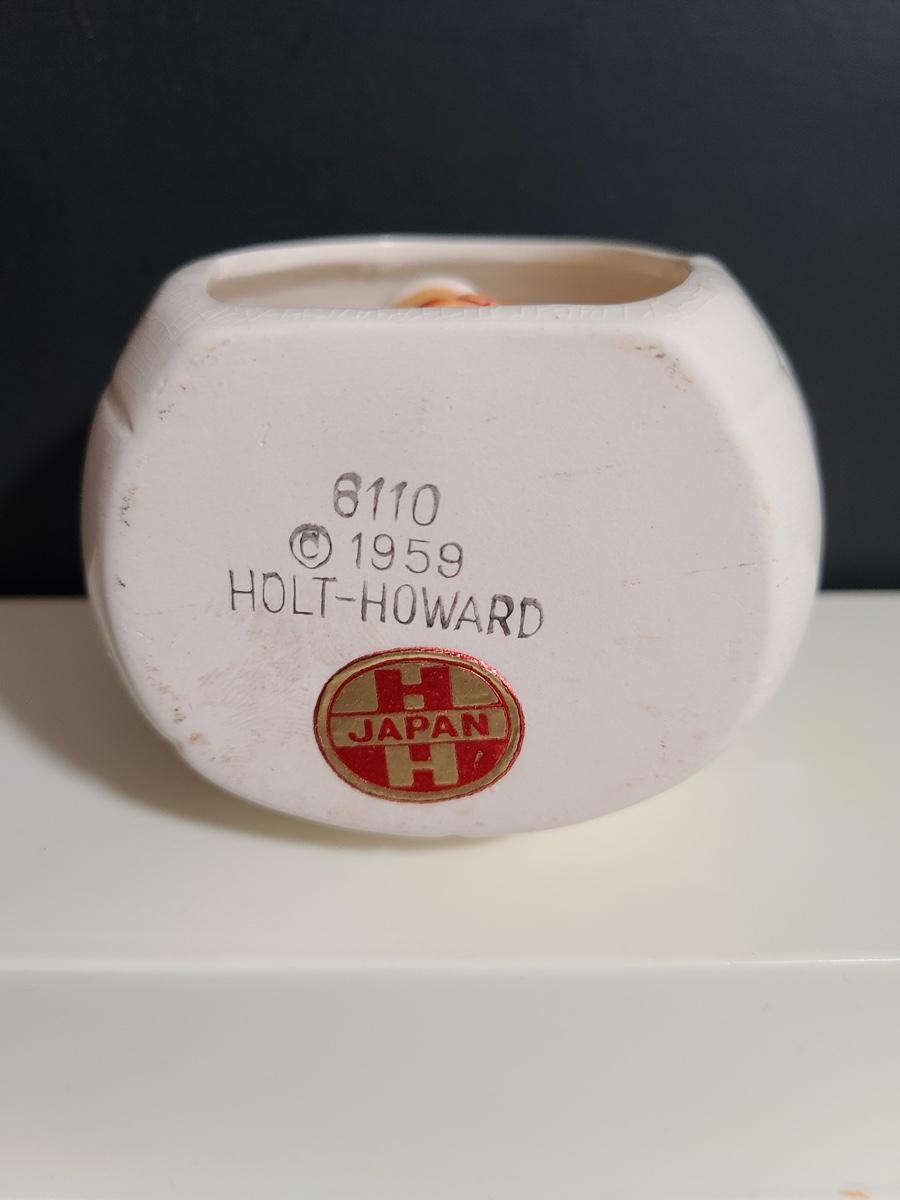 6110
© 1959
HOLT-HOWARD
H
JAPAN
H